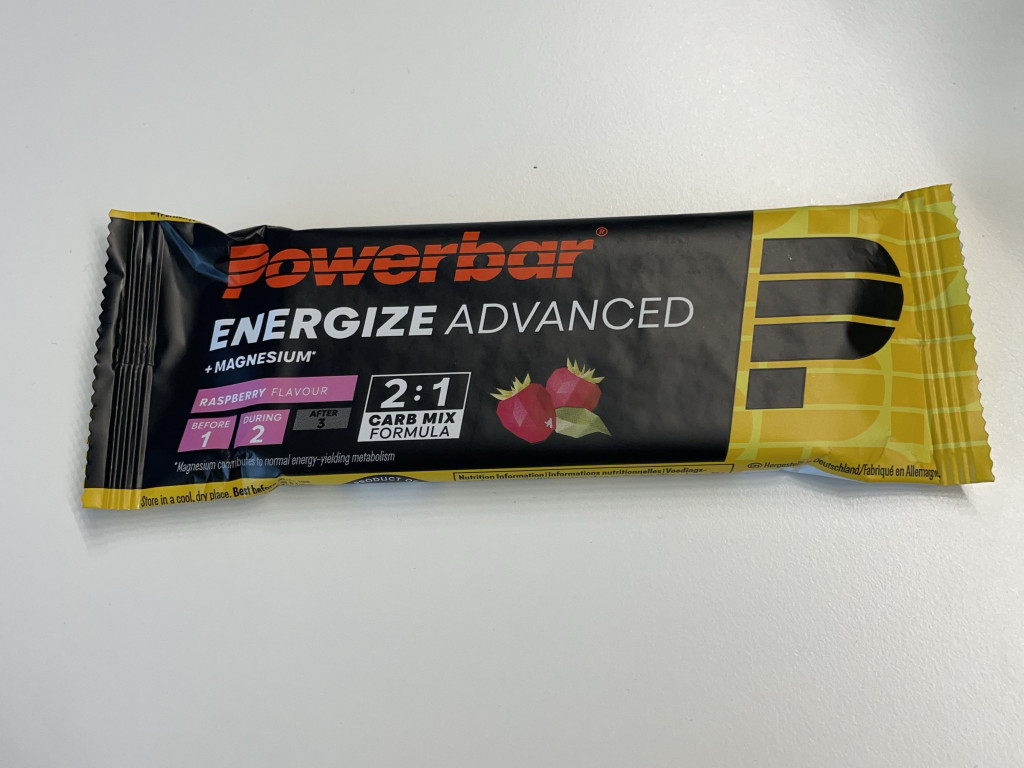 Powerbar®
ENERGIZE ADVANCED
+MAGNESIUM*
RASPBERRY FLAVOUR
BEFORE 1
DURING 2
AFTER 3
2:1
CARB MIX
FORMULA
*Magnesium contributes to normal energy-yielding metabolism
Store in a cool, dry place. Best
PRODUCT OF
Nutrition Information | Informations nutritionnelles | Voedings-
Deutschland/Fabriqué en Allemagne,